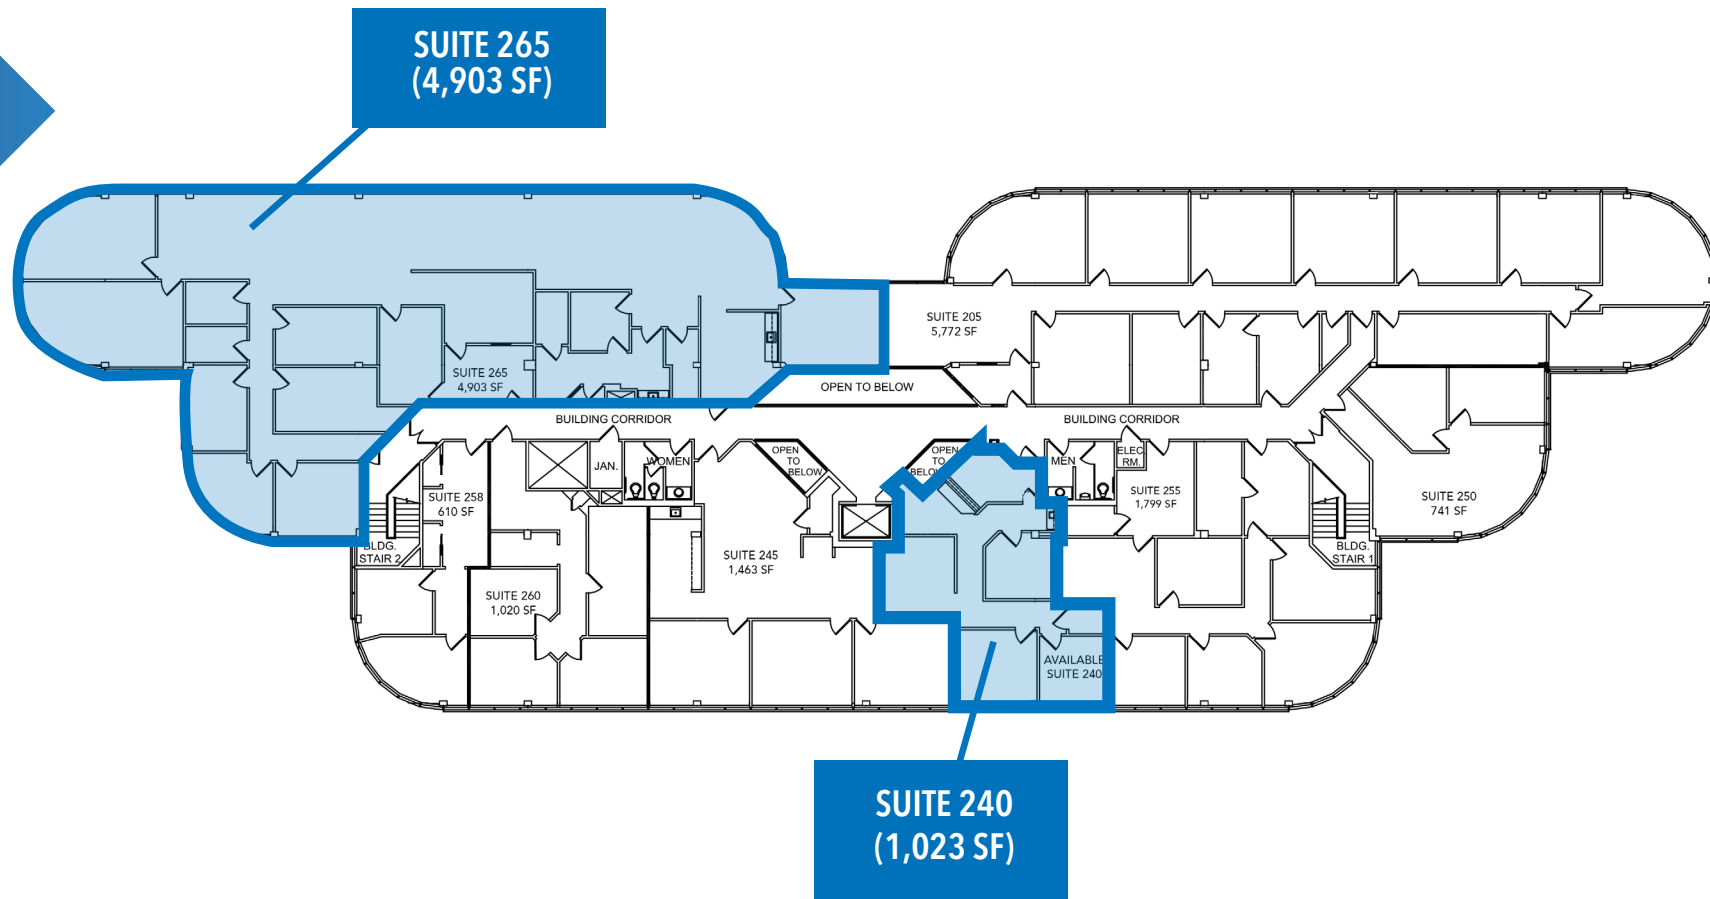 SUITE 265
(4,903 SF)
SUITE 205
5,772 SF
SUITE 265
4,903 SF
OPEN TO BELOW
BUILDING CORRIDOR
BUILDING CORRIDOR
OPEN
TO
BELOW
OPEN
TO
BELOW
JAN.
WOMEN
MEN
ELEC.
RM.
SUITE 258
610 SF
SUITE 255
1,799 SF
SUITE 250
741 SF
BLDG.
STAIR 2
SUITE 245
1,463 SF
BLDG.
STAIR 1
SUITE 260
1,020 SF
AVAILABLE
SUITE 240
SUITE 240
(1,023 SF)